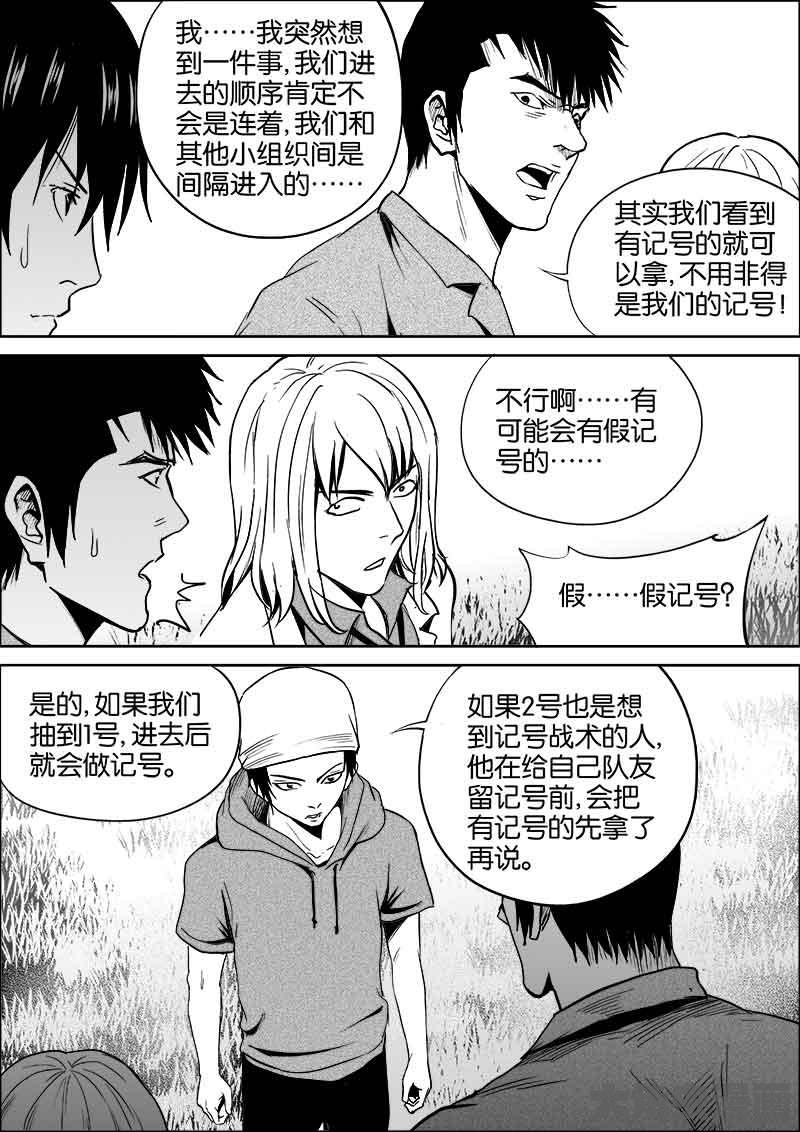 我……我突然想
到一件事,我们进
去的顺序肯定不
会是连着,我们和
其他小组织间是
间隔进入的……
其实我们看到
有记号的就可
以拿,不用非得
是我们的记号!
不行啊……有
可能会有假记
号的……
假……假记号?
是的,如果我们
抽到1号,进去后
就会做记号。
如果2号也是想
到记号战术的人,
他在给自己队友
留记号前,会把
有记号的先拿了
再说。